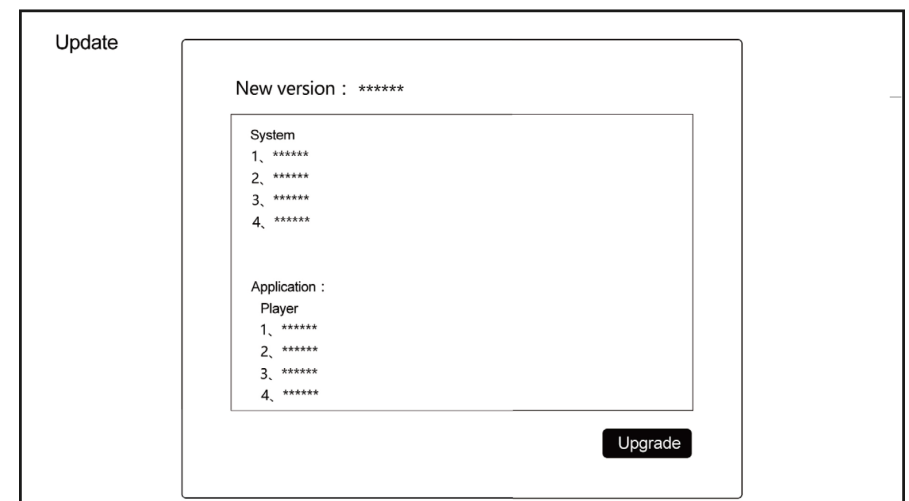 Update
New version： ******
System
1、******
2、******
3、******
4、******
Application：
Player
1、******
2、******
3、******
4、******
Upgrade